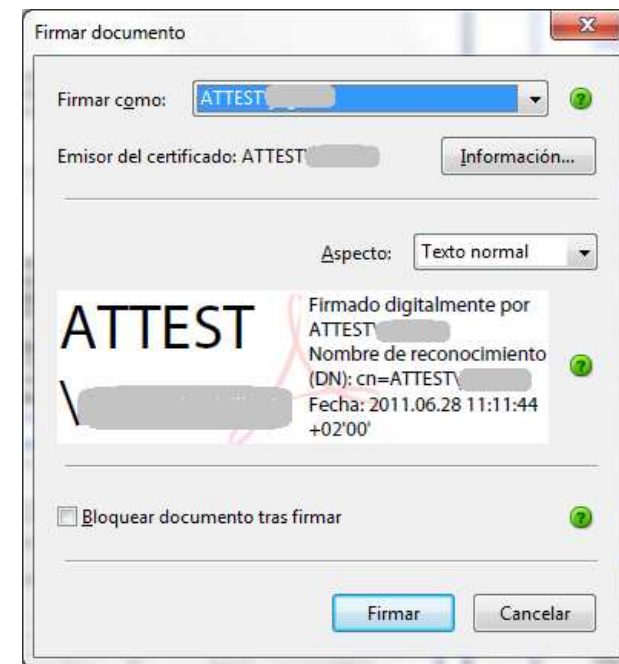 Firmar documento
Firmar como: ATTEST\
Emisor del certificado: ATTEST\
Información...
Aspecto: Texto normal
ATTEST
\
Firmado digitalmente por
ATTEST\
Nombre de reconocimiento
(DN): cn=ATTEST\
Fecha: 2011.06.28 11:11:44
+02'00'
Bloquear documento tras firmar
Firmar
Cancelar